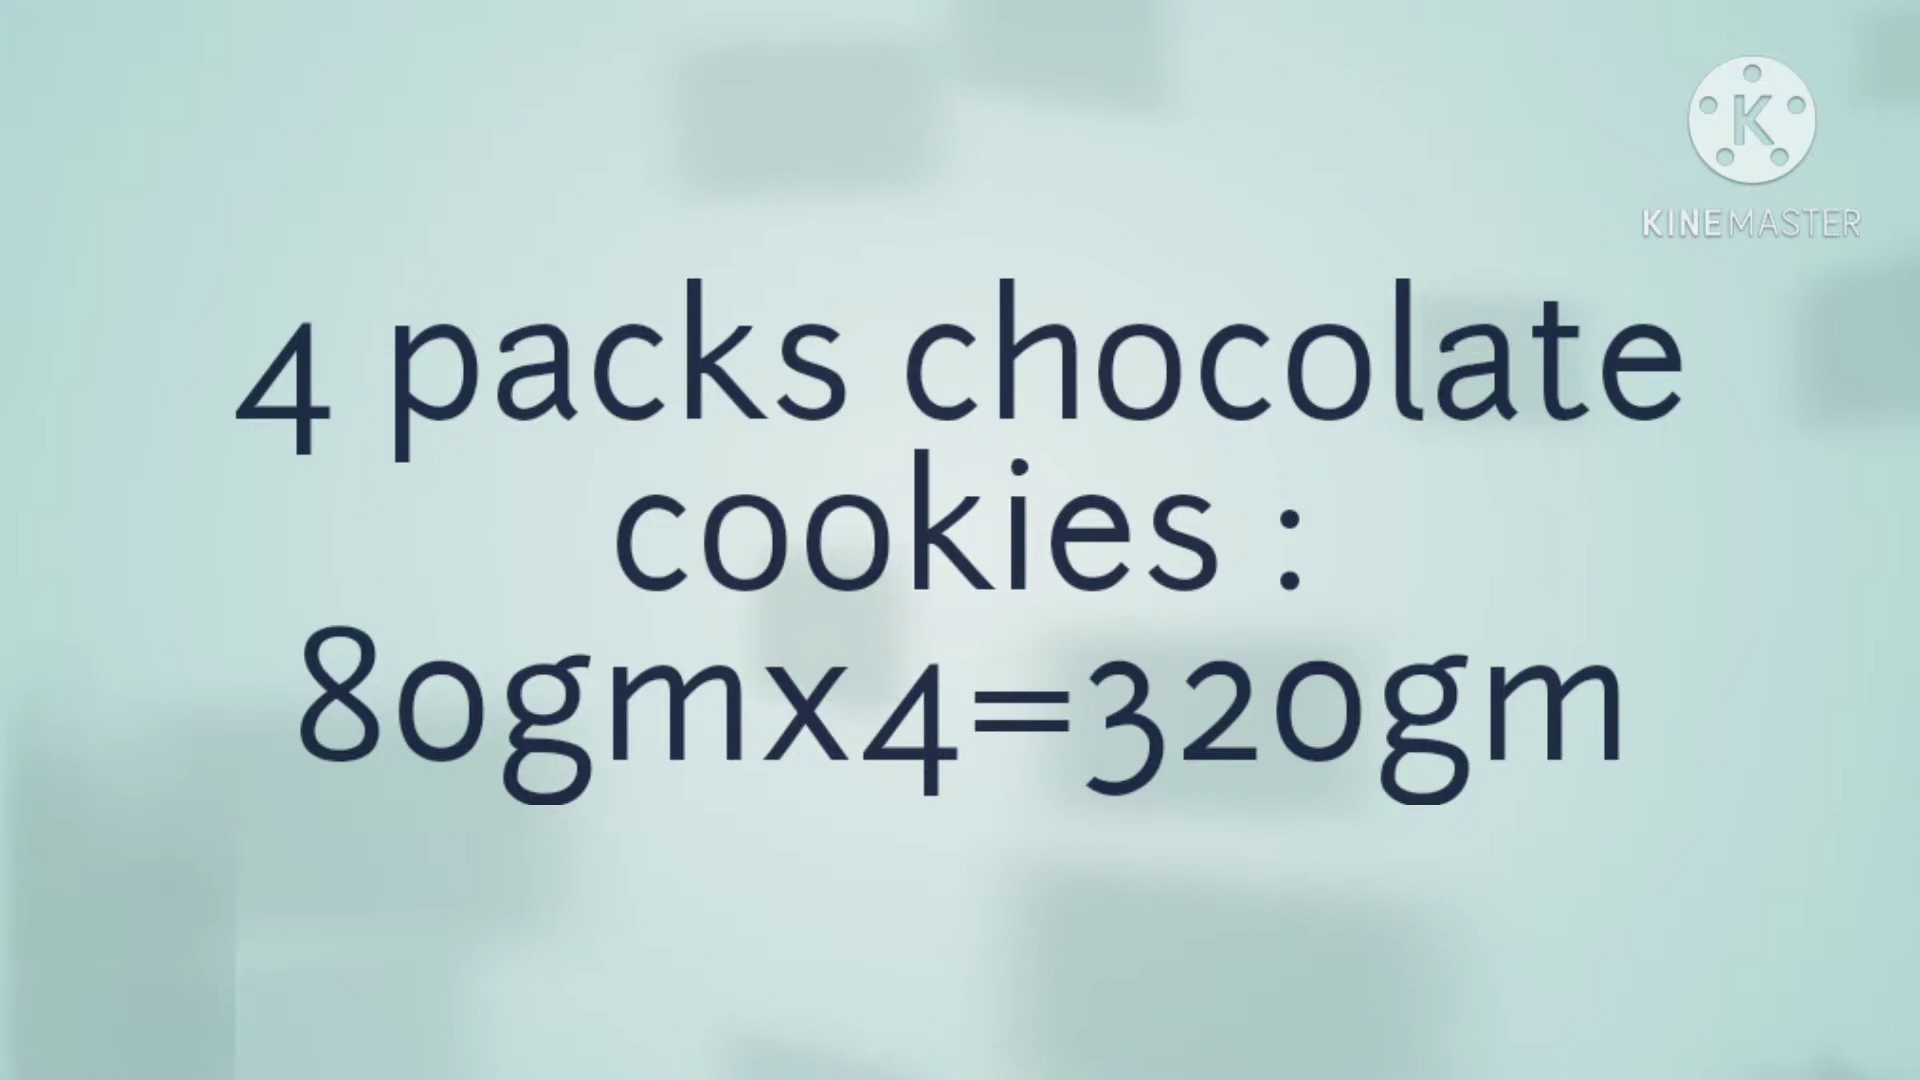 K
KINEMASTER
4 packs chocolate
cookies :
80gmx4=320gm